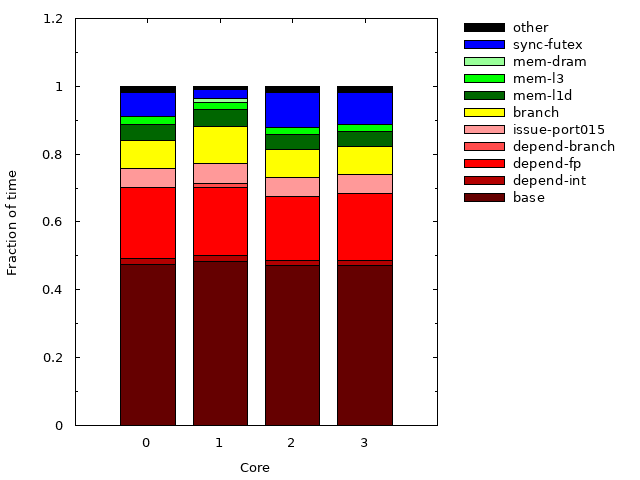 1.2
1
0.8
0.6
0.4
0.2
0
Fraction of time
0 1 2 3
Core
other
sync-futex
mem-dram
mem-l3
mem-l1d
branch
issue-port015
depend-branch
depend-fp
depend-int
base